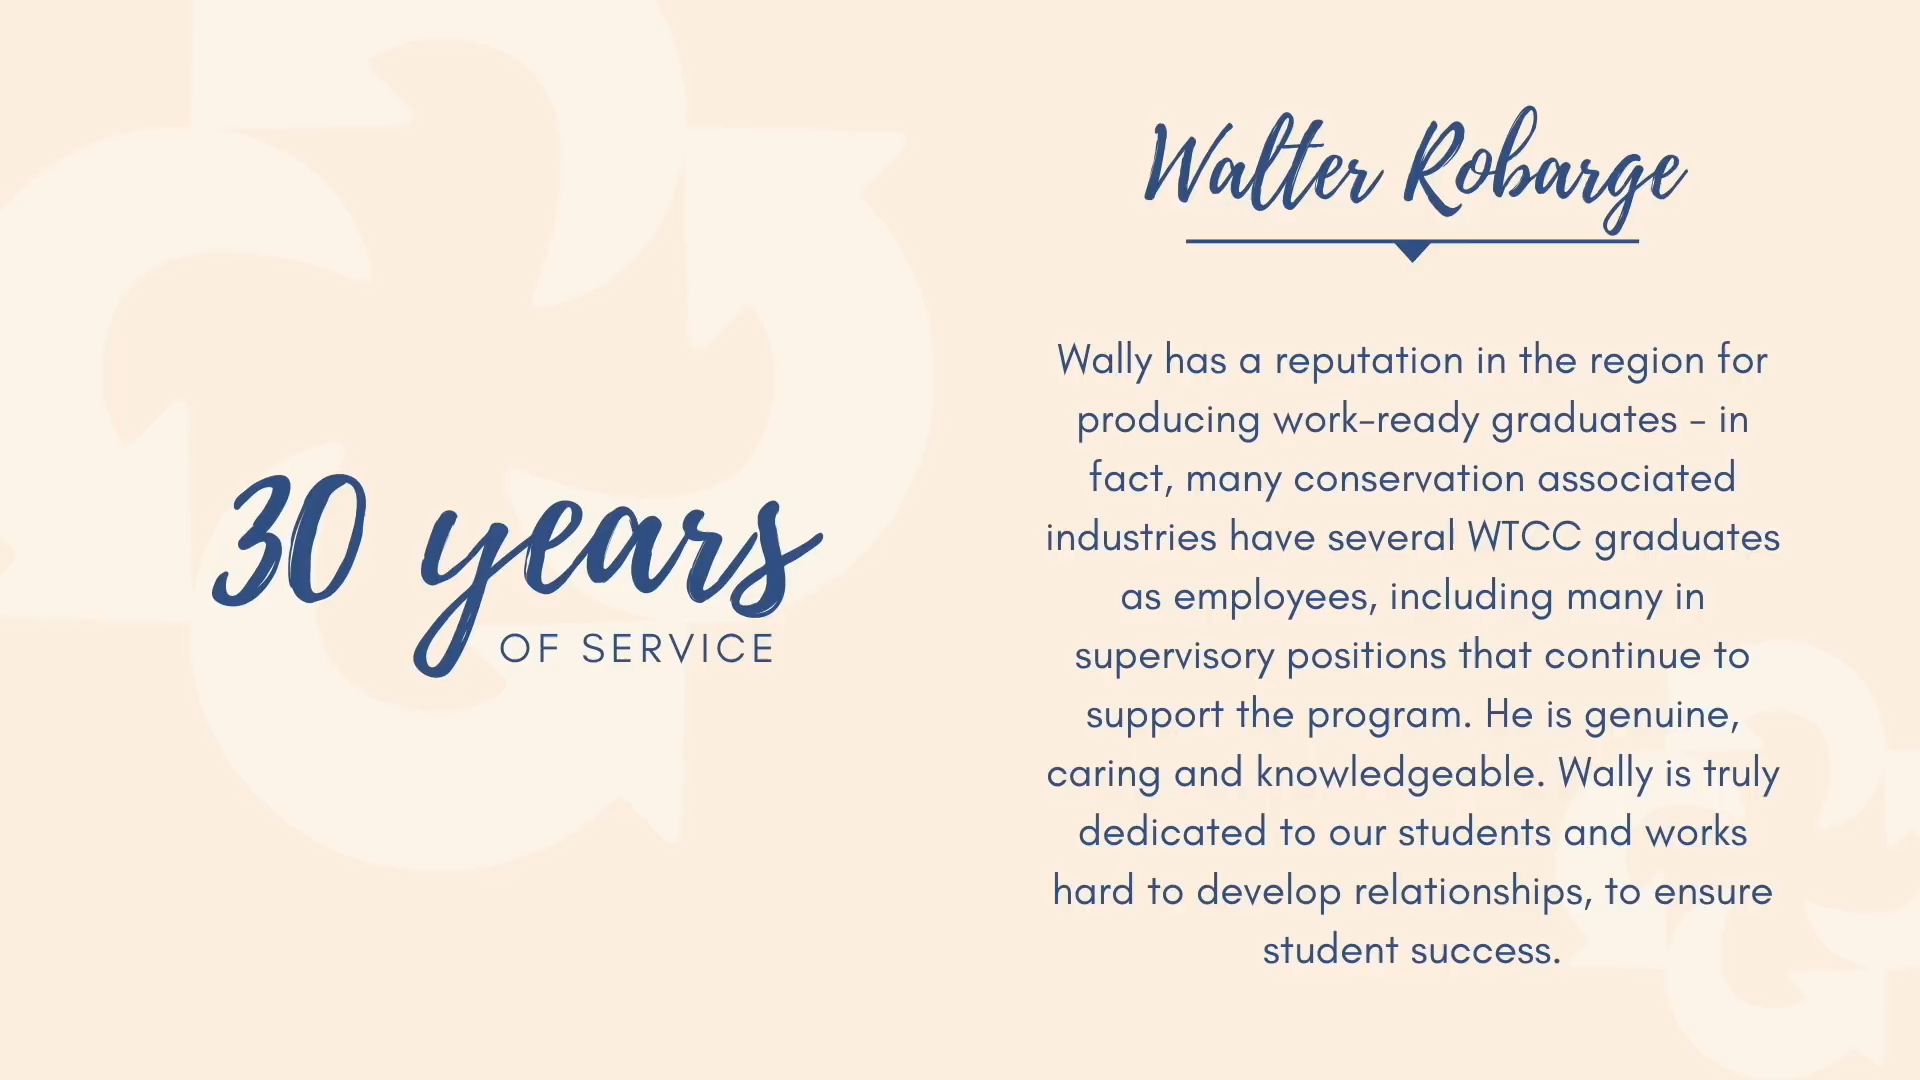 30 years
OF SERVICE
Walter Robarge
Wally has a reputation in the region for
producing work-ready graduates - in
fact, many conservation associated
industries have several WTCC graduates
as employees, including many in
supervisory positions that continue to
support the program. He is genuine,
caring and knowledgeable. Wally is truly
dedicated to our students and works
hard to develop relationships, to ensure
student success.